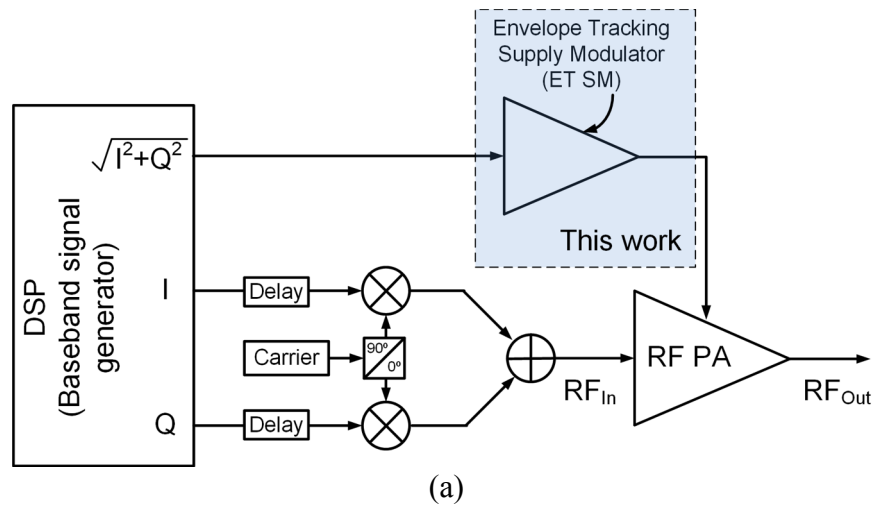 Envelope Tracking
Supply Modulator
(ET SM)
This work
√I²+Q²
DSP
(Baseband signal
generator)
I
Delay
Carrier
90º
0º
Q
Delay
RF_In
RF PA
RF_Out
(a)